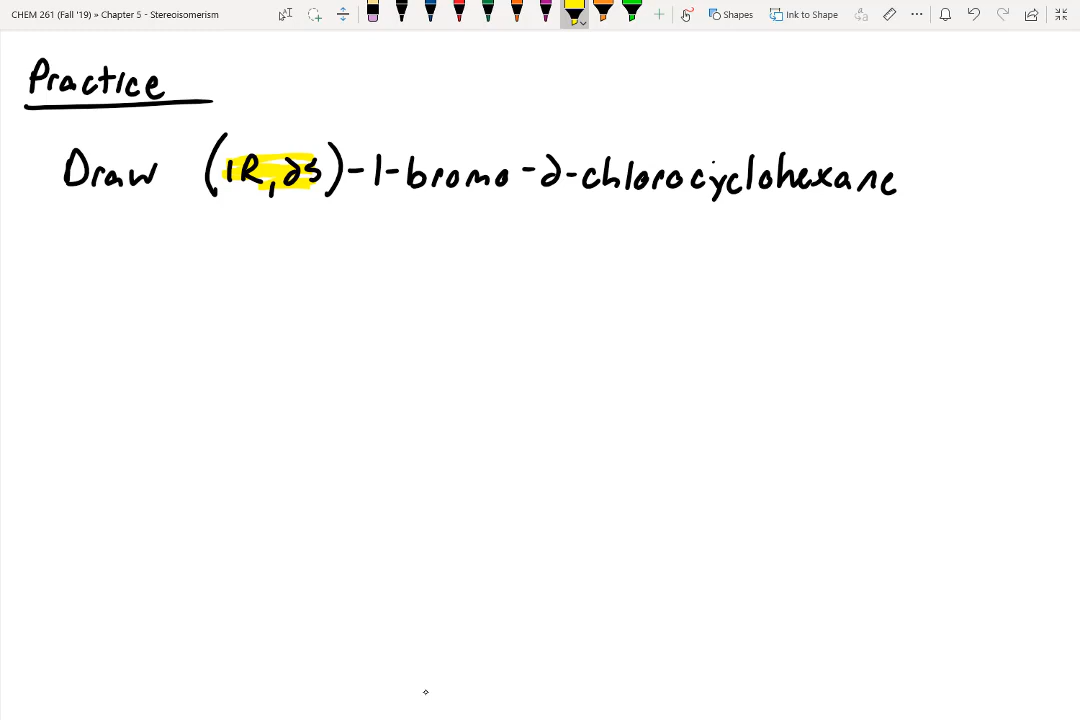 CHEM 261 (Fall '19) » Chapter 5 - Stereoisomerism
Shapes
Ink to Shape
Practice
Draw (1R,2S)-1-bromo-2-chlorocyclohexane